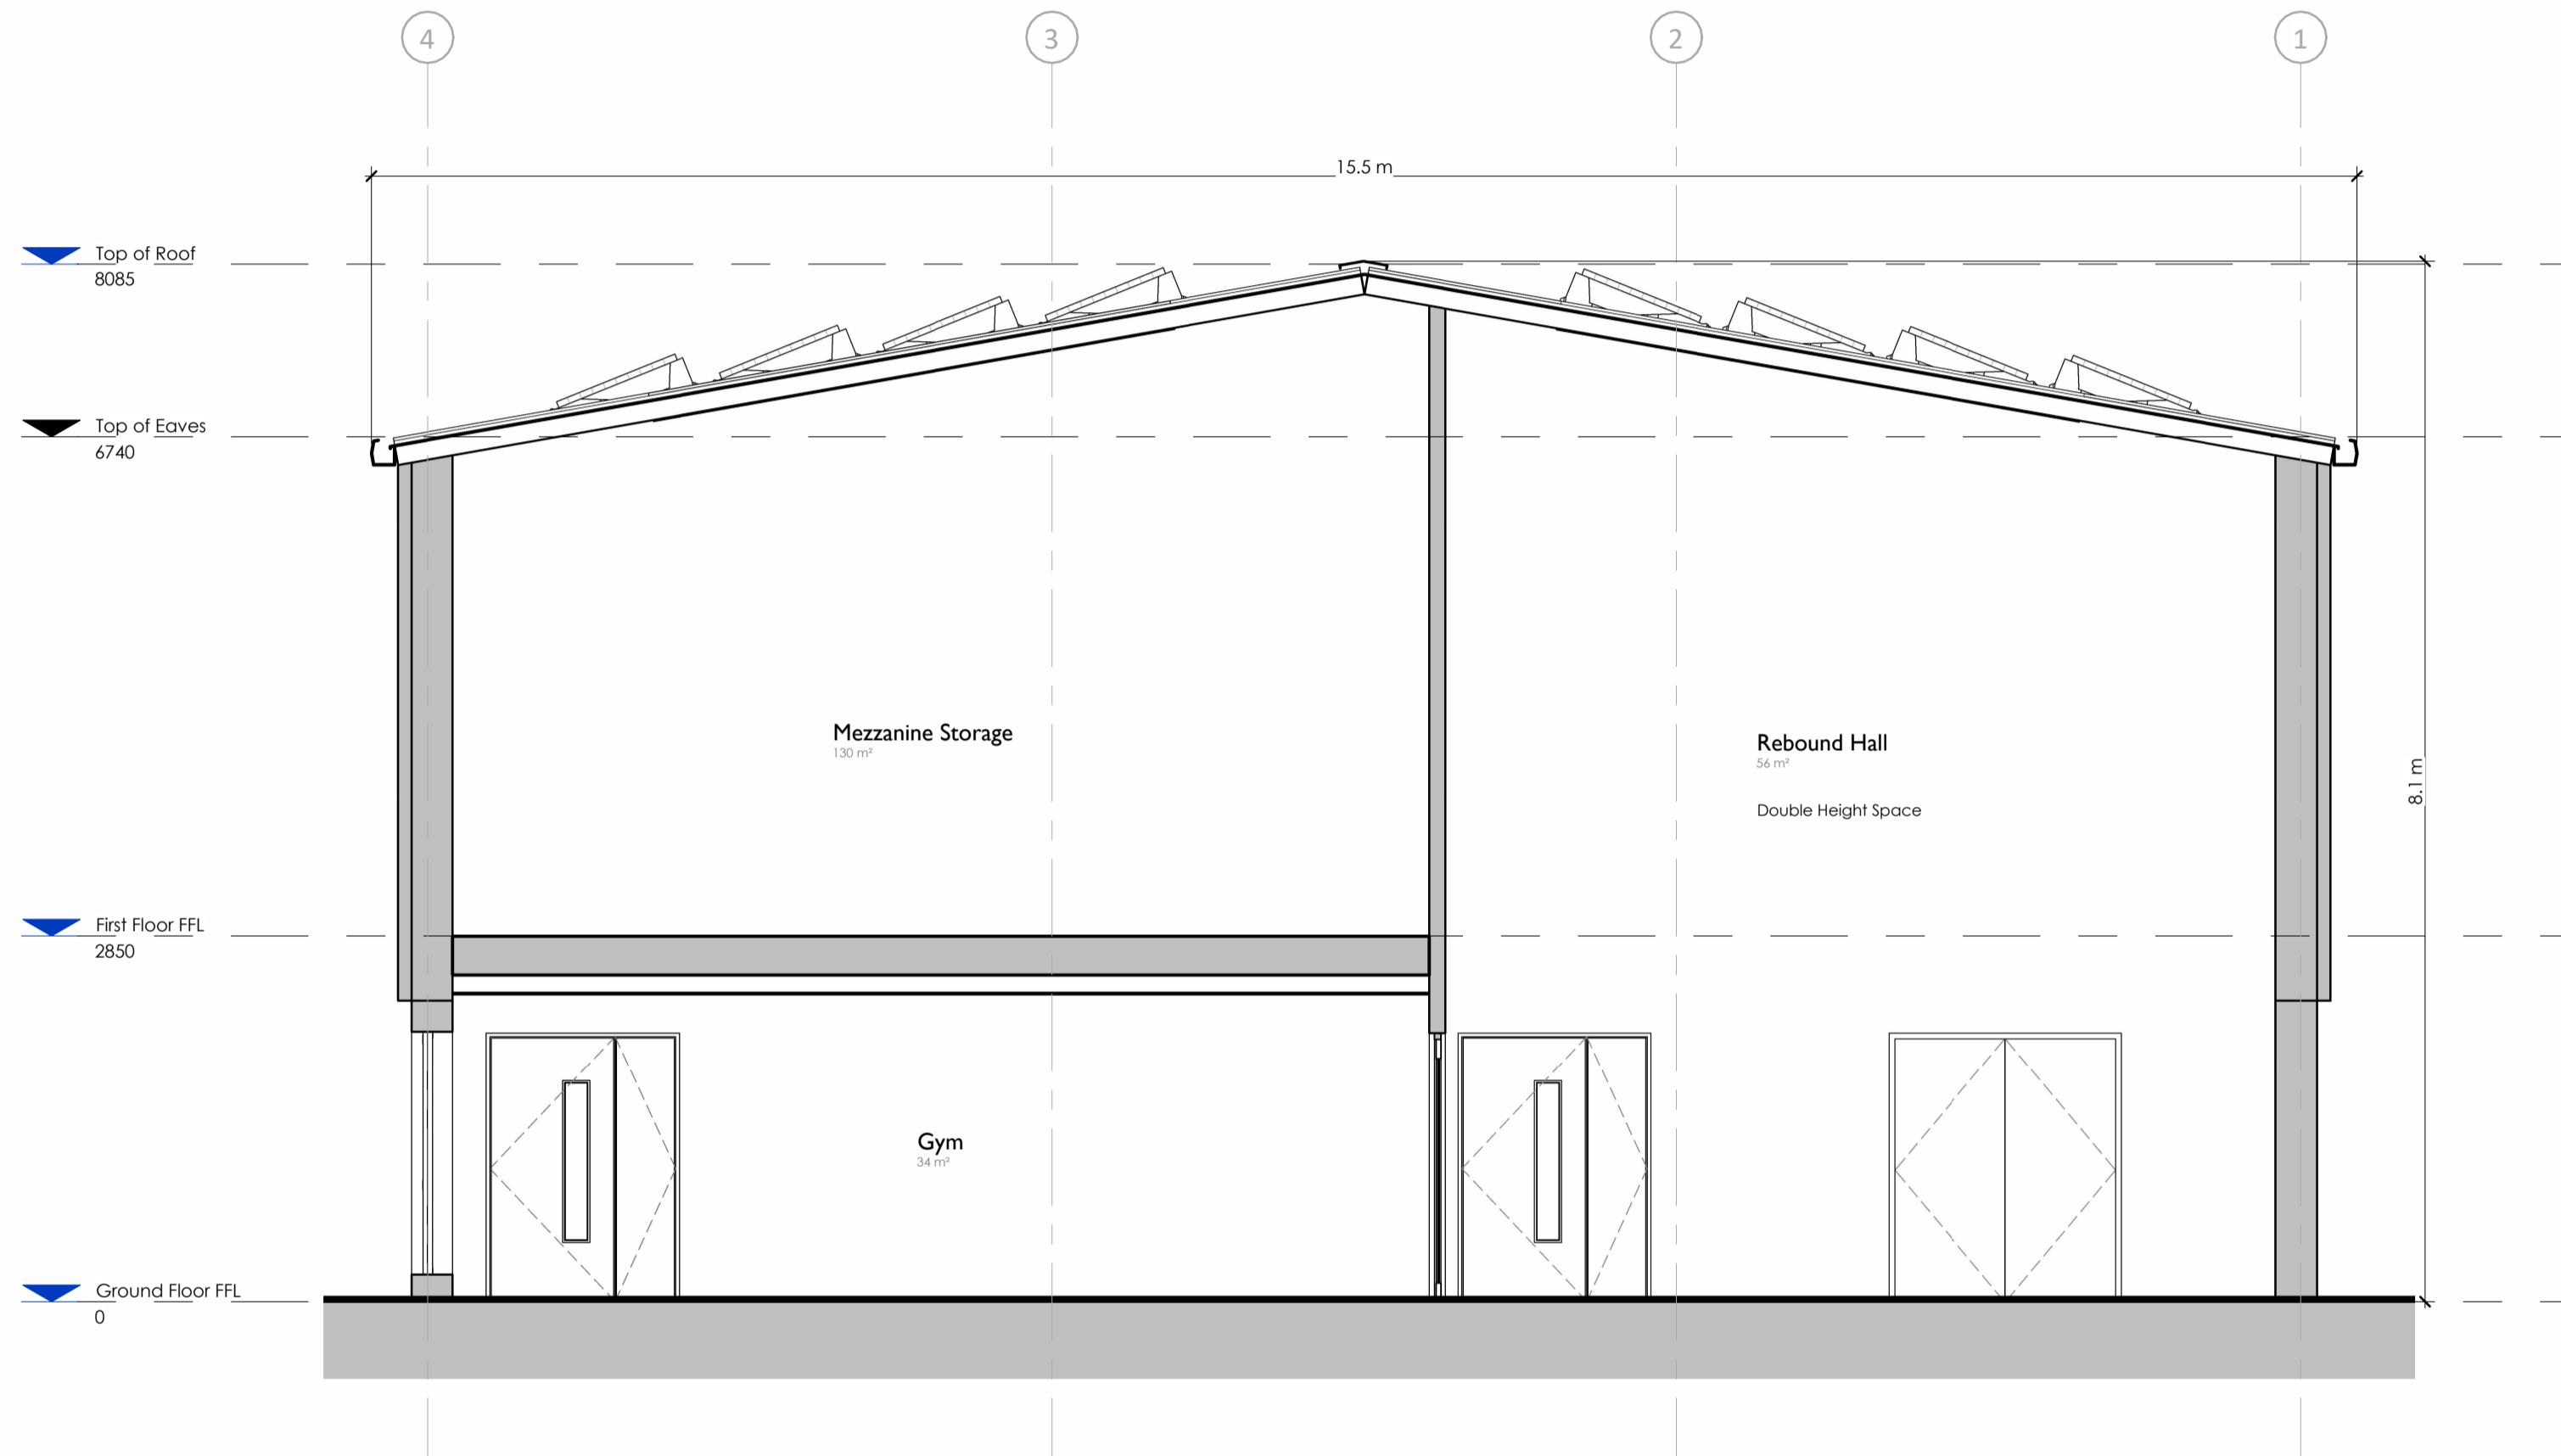 4
3
2
1
15.5 m
Top of Roof
8085
Top of Eaves
6740
Mezzanine Storage
130 m²
Rebound Hall
56 m²
Double Height Space
8.1 m
First Floor FFL
2850
Gym
34 m²
Ground Floor FFL
0